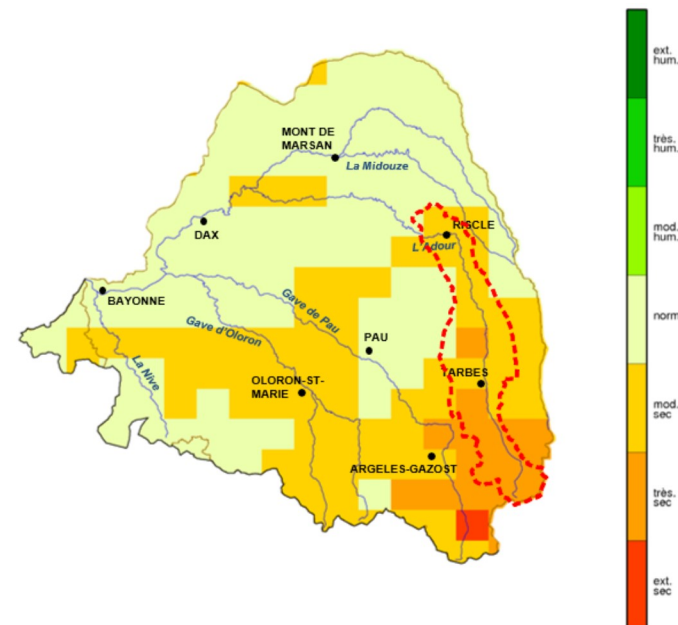 ext.
hum.
MONT DE
MARSAN
La Midouze
très.
hum.
mod.
hum.
RISCLE
DAX
L'Adour
BAYONNE
Gave de Pau
norm
Gave d'Oloron
PAU
La Nive
OLORON-ST-
MARIE
TARBES
mod.
sec
ARGELES-GAZOST
très.
sec
ext.
sec